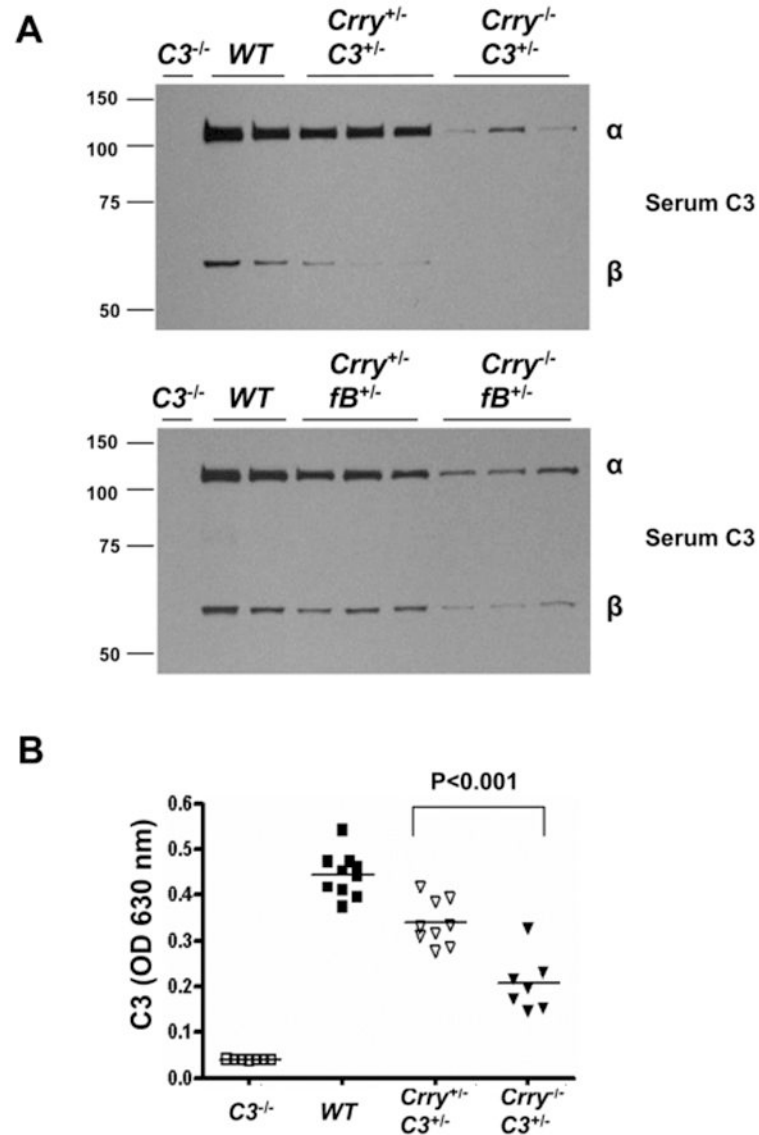 A
Crry+/- Crry-/-
C3-/- WT C3+/- C3+/-
150
α
100
75
Serum C3
β
50
Crry+/- Crry-/-
C3-/- WT fB+/- fB+/-
150
α
100
75
Serum C3
β
50
B
P<0.001
C3 (OD 630 nm)
0.6
0.5
0.4
0.3
0.2
0.1
0.0
C3-/- WT Crry+/- Crry-/-
C3+/- C3+/-